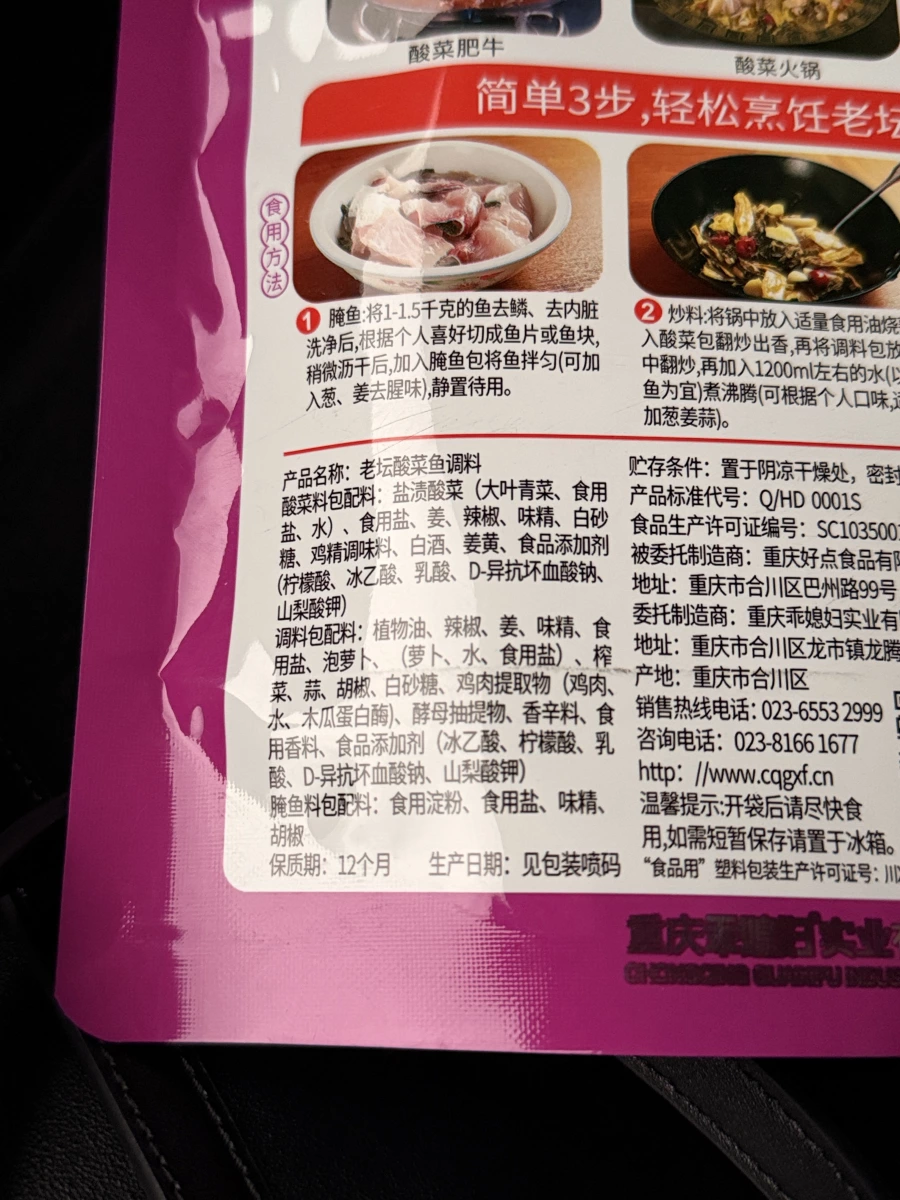 酸菜肥牛
酸菜火锅
简单3步,轻松烹饪老坛
食用方法
1 腌鱼:将1-1.5千克的鱼去鳞、去内脏
洗净后,根据个人喜好切成鱼片或鱼块,
稍微沥干后,加入腌鱼包将鱼拌匀(可加
入葱、姜去腥味),静置待用。
2 炒料:将锅中放入适量食用油烧
入酸菜包翻炒出香,再将调料包放
中翻炒,再加入1200ml左右的水(以
鱼为宜)煮沸腾(可根据个人口味,适
加葱姜蒜)。
产品名称：老坛酸菜鱼调料
酸菜料包配料：盐渍酸菜（大叶青菜、食用
盐、水）、食用盐、姜、辣椒、味精、白砂
糖、鸡精调味料、白酒、姜黄、食品添加剂
(柠檬酸、冰乙酸、乳酸、D-异抗坏血酸钠、
山梨酸钾)
调料包配料：植物油、辣椒、姜、味精、食
用盐、泡萝卜、（萝卜、水、食用盐）、榨
菜、蒜、胡椒、白砂糖、鸡肉提取物（鸡肉、
水、木瓜蛋白酶)、酵母抽提物、香辛料、食
用香料、食品添加剂（冰乙酸、柠檬酸、乳
酸、D-异抗坏血酸钠、山梨酸钾）
腌鱼料包配料：食用淀粉、食用盐、味精、
胡椒
保质期：12个月 生产日期：见包装喷码
贮存条件：置于阴凉干燥处，密封
产品标准代号：Q/HD 0001S
食品生产许可证编号：SC1035001
被委托制造商：重庆好点食品有限
地址：重庆市合川区巴州路99号
委托制造商：重庆乖媳妇实业有
地址：重庆市合川区龙市镇龙腾
产地：重庆市合川区
销售热线电话：023-6553 2999
咨询电话：023-8166 1677
http：//www.cqgxf.cn
温馨提示:开袋后请尽快食
用,如需短暂保存请置于冰箱。
“食品用”塑料包装生产许可证号：川
重庆乖媳妇实业有
CHONGQING GUAIXIFU INDUS